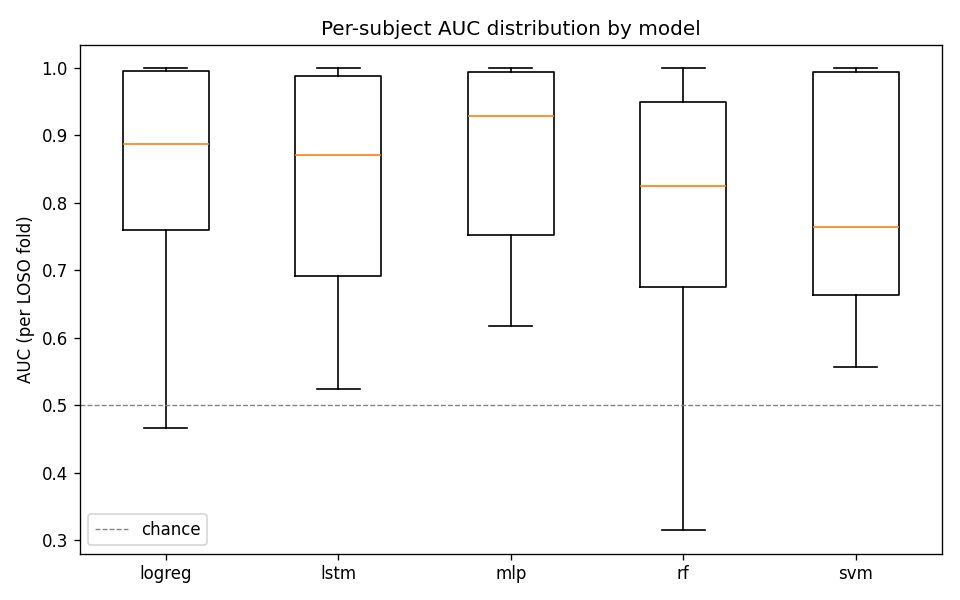 Per-subject AUC distribution by model
AUC (per LOSO fold)
1.0
0.9
0.8
0.7
0.6
0.5
0.4
0.3
chance
logreg
lstm
mlp
rf
svm